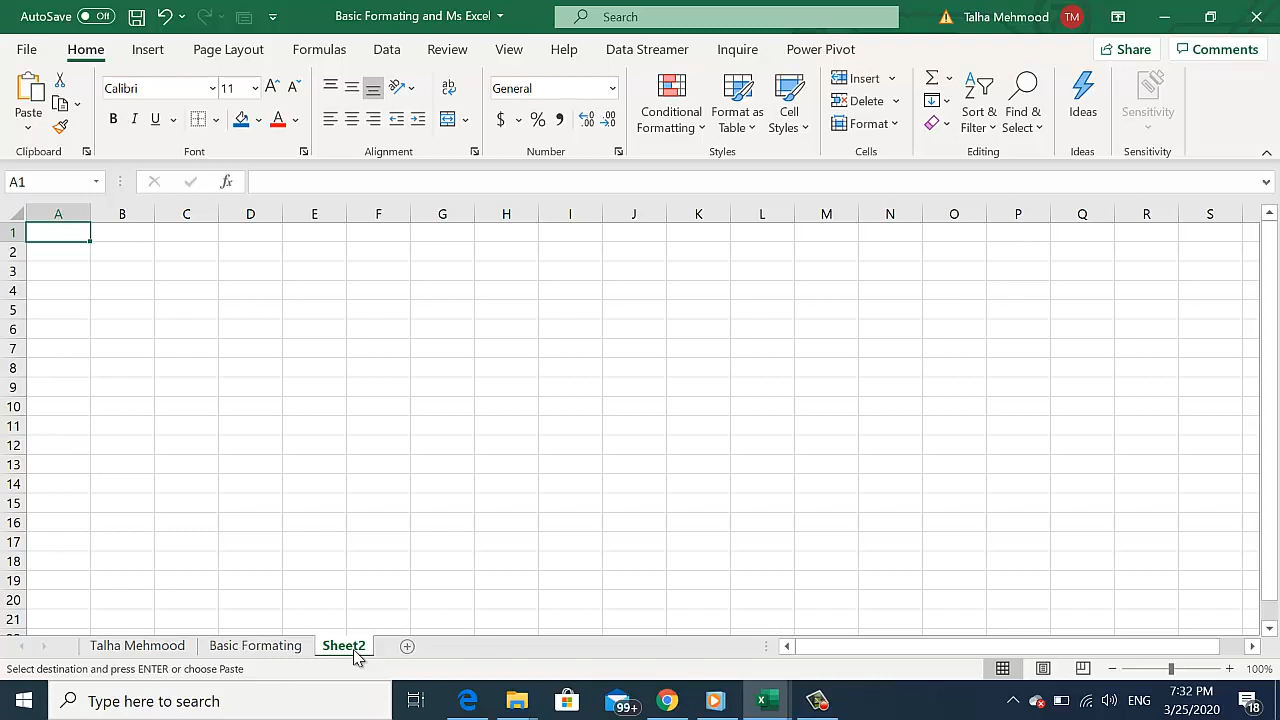 AutoSave Off Basic Formating and Ms Excel Search Talha Mehmood TM
File Home Insert Page Layout Formulas Data Review View Help Data Streamer Inquire Power Pivot Share Comments
Paste
Calibri 11
B I U A
General
$ % 9
Conditional Formatting
Format as Table
Cell Styles
Insert
Delete
Format
Sort & Filter
Find & Select
Ideas
Sensitivity
Clipboard Font Alignment Number Styles Cells Editing Ideas Sensitivity
A1 fx
A B C D E F G H I J K L M N O P Q R S
1
2
3
4
5
6
7
8
9
10
11
12
13
14
15
16
17
18
19
20
21
Talha Mehmood Basic Formating Sheet2
Select destination and press ENTER or choose Paste 100%
Type here to search 99+ ENG 7:32 PM
3/25/2020 18